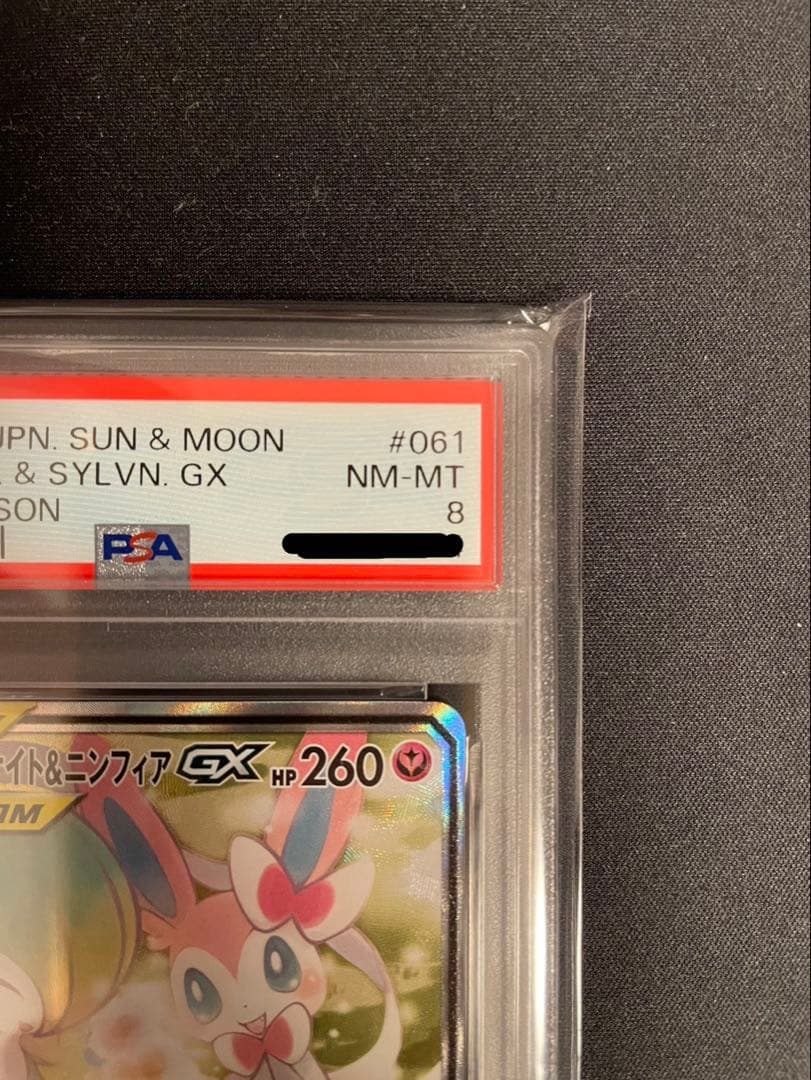 JPN. SUN & MOON #061
& SYLVN. GX NM-MT
SON 8
PSA
ナイト&ニンフィア GX HP 260